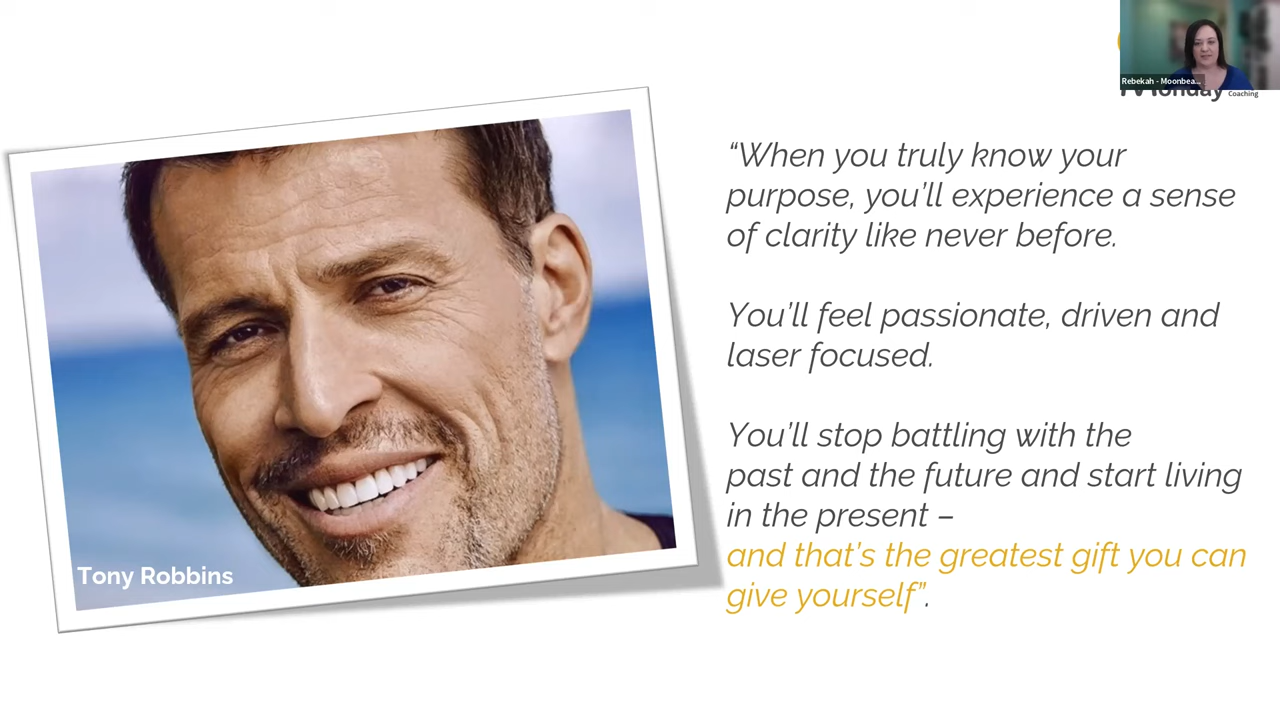 Rebekah - Moonbea...
Coaching
“When you truly know your
purpose, you’ll experience a sense
of clarity like never before.
You’ll feel passionate, driven and
laser focused.
You’ll stop battling with the
past and the future and start living
in the present –
and that’s the greatest gift you can
give yourself”.
Tony Robbins